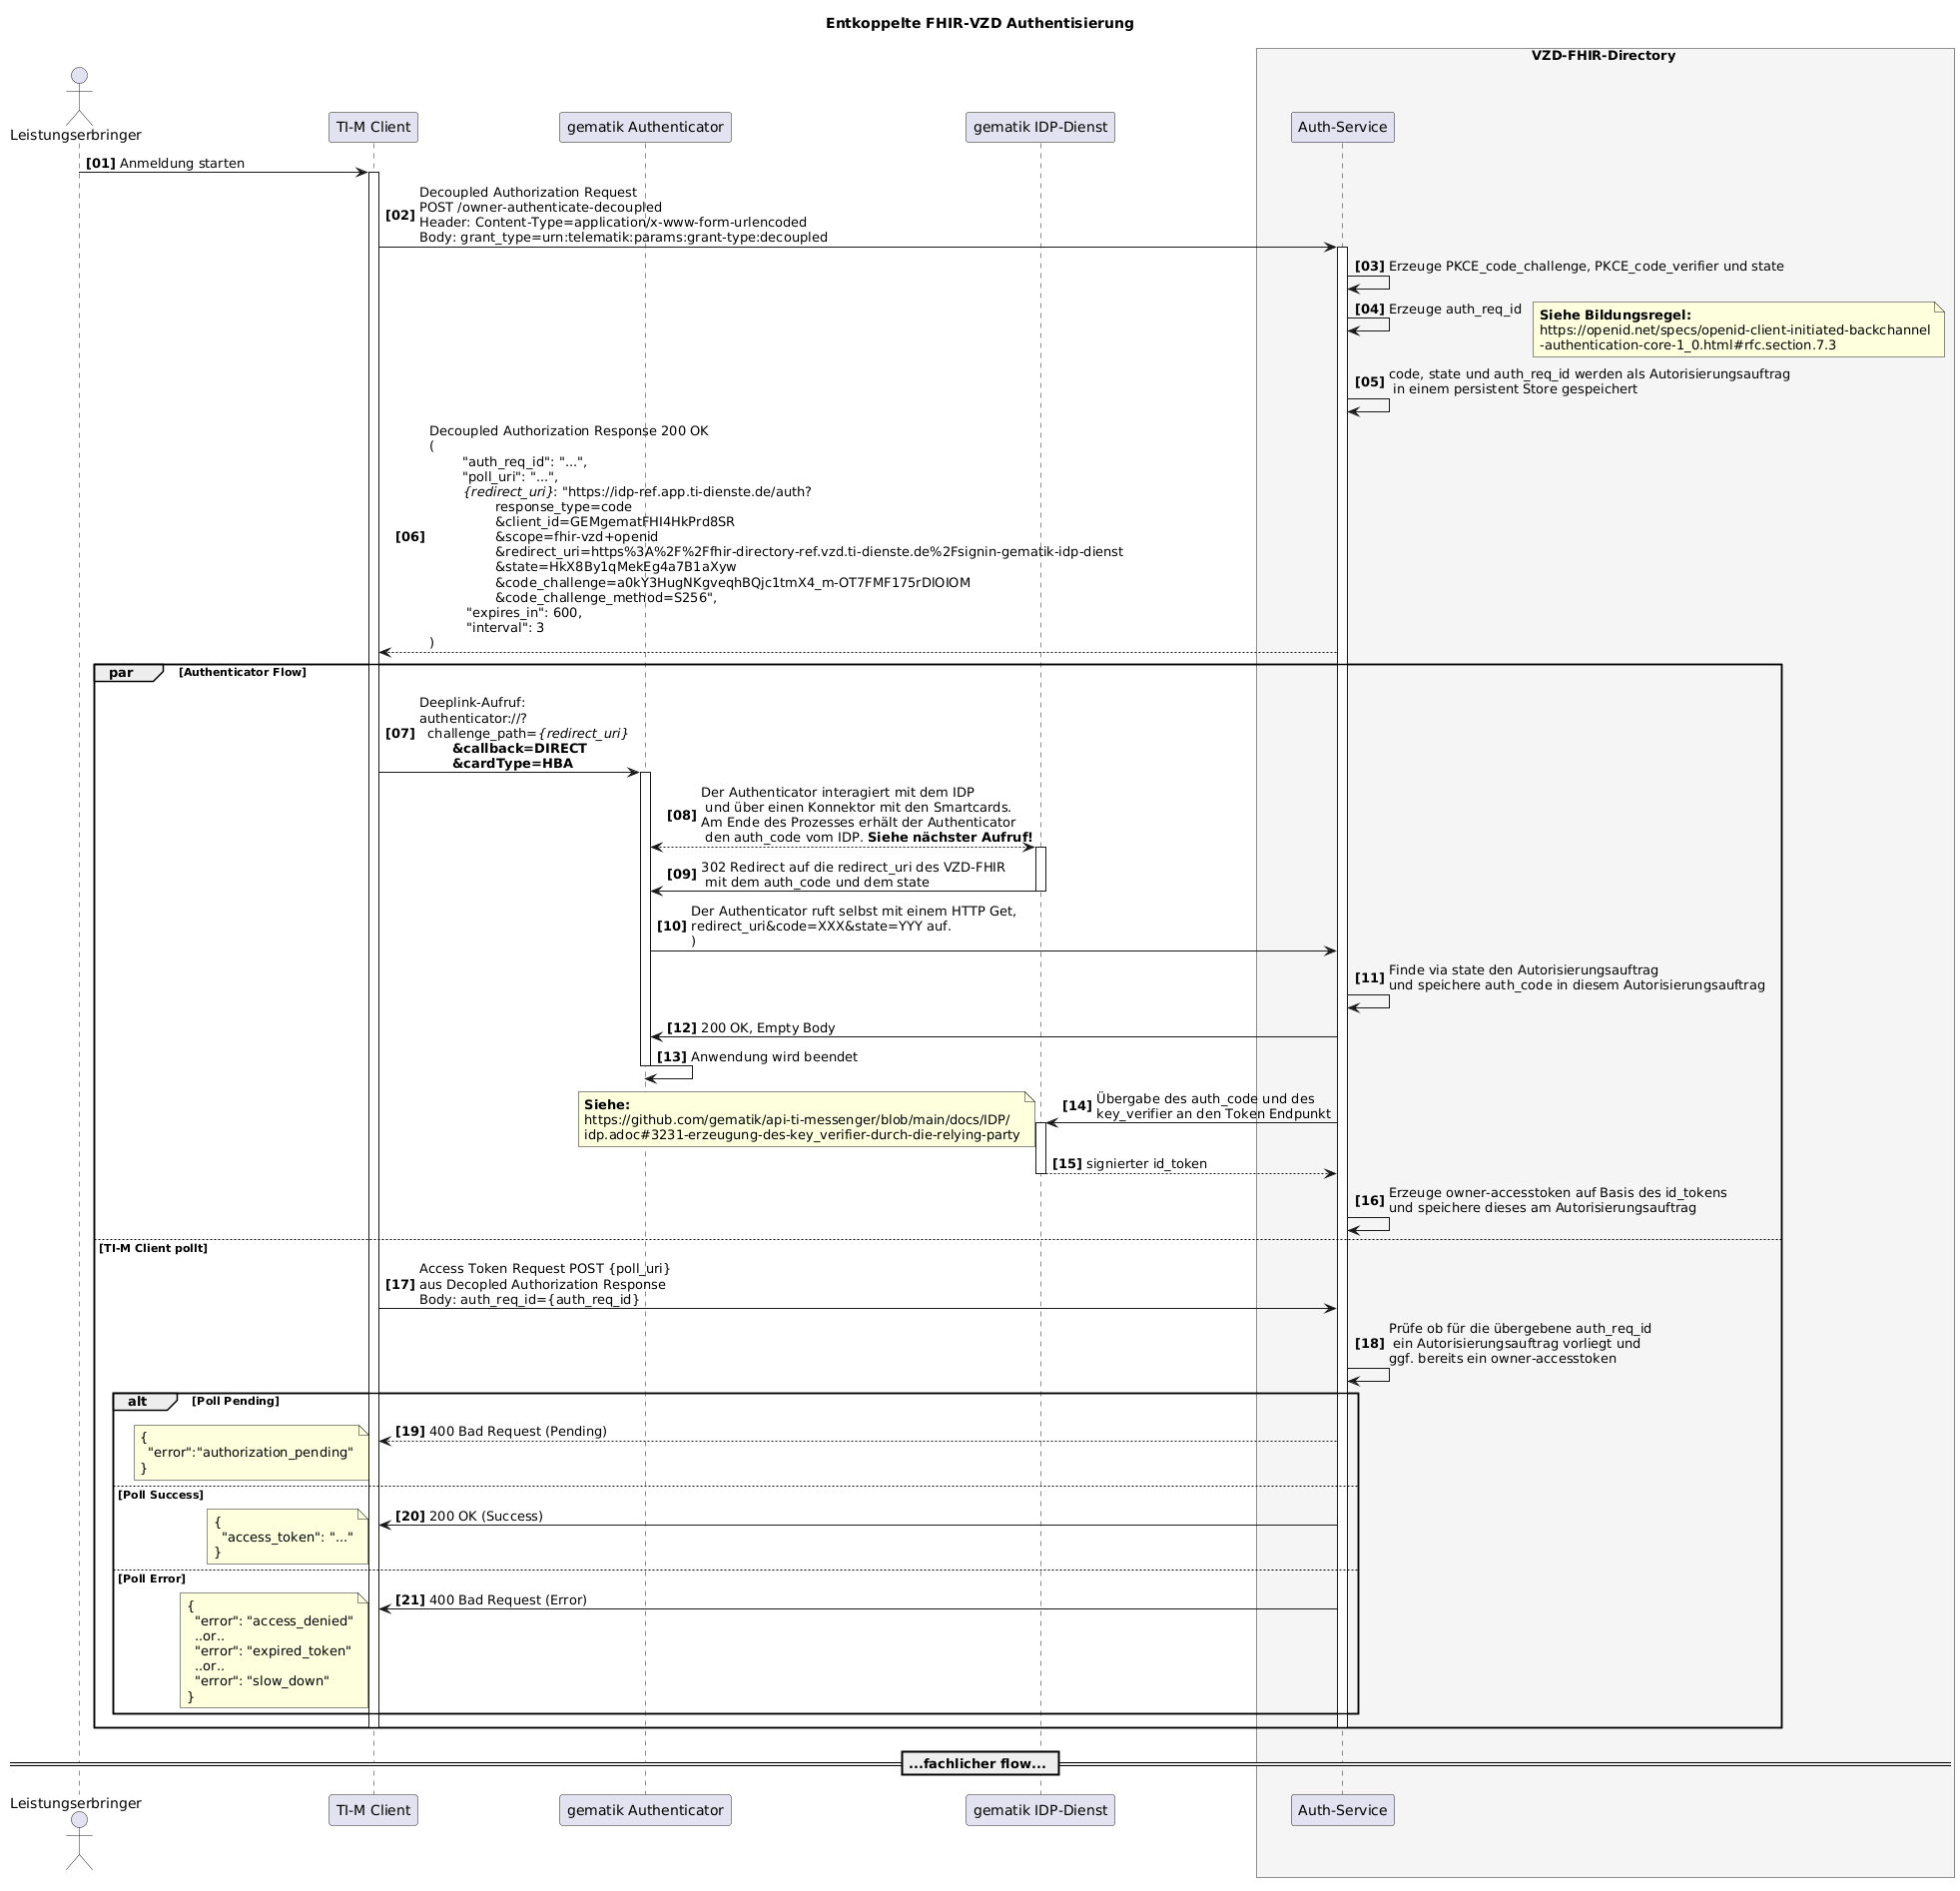 Entkoppelte FHIR-VZD Authentisierung
VZD-FHIR-Directory
Leistungserbringer
TI-M Client
gematik Authenticator
gematik IDP-Dienst
Auth-Service
[01] Anmeldung starten
Decoupled Authorization Request
POST /owner-authenticate-decoupled
[02]
Header: Content-Type=application/x-www-form-urlencoded
Body: grant_type=urn:telematik:params:grant-type:decoupled
[03] Erzeuge PKCE_code_challenge, PKCE_code_verifier und state
[04] Erzeuge auth_req_id
Siehe Bildungsregel:
https://openid.net/specs/openid-client-initiated-backchannel
-authentication-core-1_0.html#rfc.section.7.3
[05]
code, state und auth_req_id werden als Autorisierungsauftrag
in einem persistent Store gespeichert
Decoupled Authorization Response 200 OK
(
"auth_req_id": "...",
"poll_uri": "...",
{redirect_uri}: "https://idp-ref.app.ti-dienste.de/auth?
response_type=code
&client_id=GEMgematFHI4HkPrd8SR
[06]
&scope=fhir-vzd+openid
&redirect_uri=https%3A%2F%2Ffhir-directory-ref.vzd.ti-dienste.de%2Fsignin-gematik-idp-dienst
&state=HkX8By1qMekEg4a7B1aXyw
&code_challenge=a0kY3HugNKgveqhBQjc1tmX4_m-OT7FMF175rDlOIOM
&code_challenge_method=S256",
"expires_in": 600,
"interval": 3
)
par [Authenticator Flow]
Deeplink-Aufruf:
authenticator://?
[07] challenge_path={redirect_uri}
&callback=DIRECT
&cardType=HBA
Der Authenticator interagiert mit dem IDP
und über einen Konnektor mit den Smartcards.
[08]
Am Ende des Prozesses erhält der Authenticator
den auth_code vom IDP. Siehe nächster Aufruf!
[09]
302 Redirect auf die redirect_uri des VZD-FHIR
mit dem auth_code und dem state
Der Authenticator ruft selbst mit einem HTTP Get,
[10] redirect_uri&code=XXX&state=YYY auf.
)
[11]
Finde via state den Autorisierungsauftrag
und speichere auth_code in diesem Autorisierungsauftrag
[12] 200 OK, Empty Body
[13] Anwendung wird beendet
Siehe:
https://github.com/gematik/api-ti-messenger/blob/main/docs/IDP/
idp.adoc#3231-erzeugung-des-key_verifier-durch-die-relying-party
[14]
Übergabe des auth_code und des
key_verifier an den Token Endpunkt
[15] signierter id_token
[16]
Erzeuge owner-accesstoken auf Basis des id_tokens
und speichere dieses am Autorisierungsauftrag
[TI-M Client pollt]
Access Token Request POST {poll_uri}
[17] aus Decopled Authorization Response
Body: auth_req_id={auth_req_id}
Prüfe ob für die übergebene auth_req_id
[18] ein Autorisierungsauftrag vorliegt und
ggf. bereits ein owner-accesstoken
alt [Poll Pending]
[19] 400 Bad Request (Pending)
{
"error":"authorization_pending"
}
[Poll Success]
[20] 200 OK (Success)
{
"access_token": "..."
}
[Poll Error]
[21] 400 Bad Request (Error)
{
"error": "access_denied"
..or..
"error": "expired_token"
..or..
"error": "slow_down"
}
...fachlicher flow...
Leistungserbringer
TI-M Client
gematik Authenticator
gematik IDP-Dienst
Auth-Service